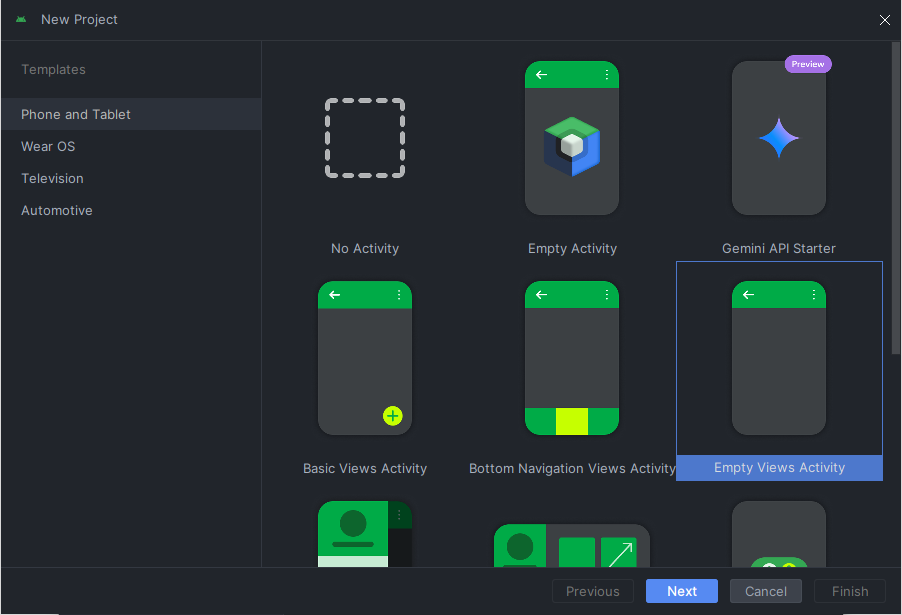 New Project
Templates
Phone and Tablet
Wear OS
Television
Automotive
Preview
No Activity
Empty Activity
Gemini API Starter
Basic Views Activity
Bottom Navigation Views Activity
Empty Views Activity
Previous
Next
Cancel
Finish